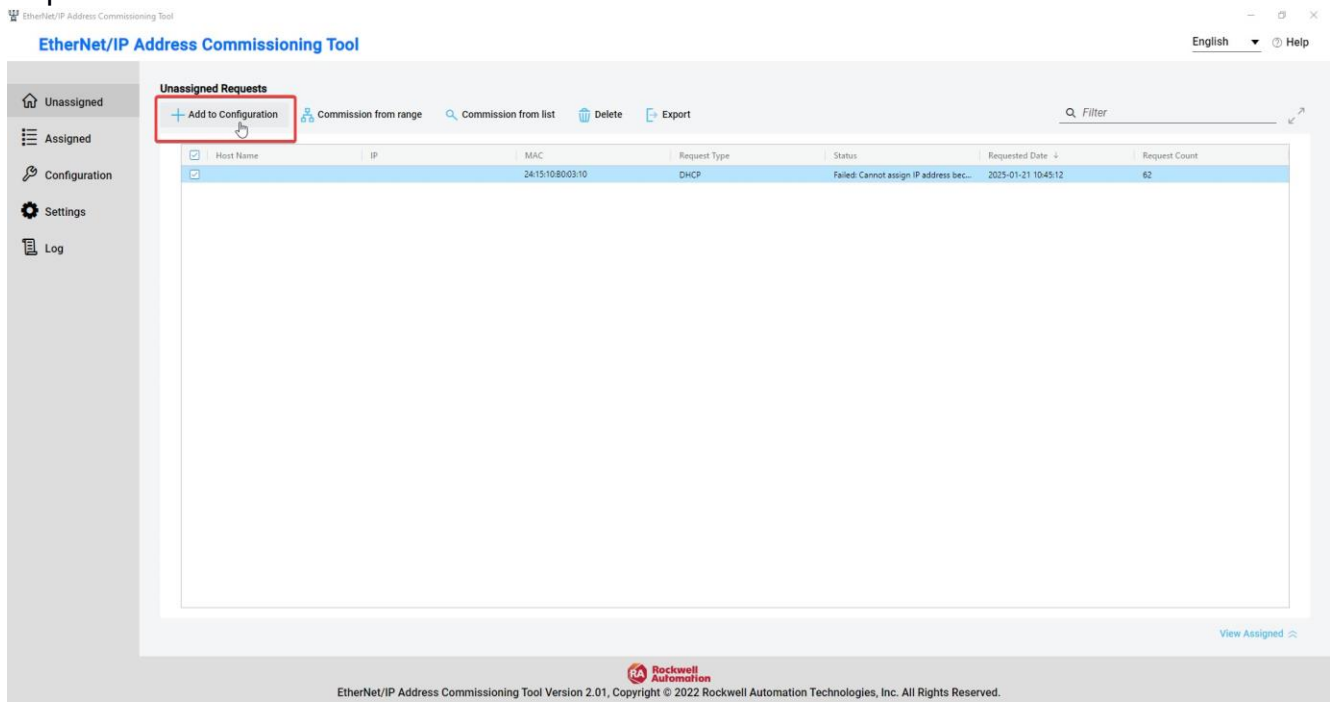 EtherNet/IP Address Commissioning Tool
EtherNet/IP Address Commissioning Tool
English
Help
Unassigned
Assigned
Configuration
Settings
Log
Unassigned Requests
Add to Configuration
Commission from range
Commission from list
Delete
Export
Filter
Host Name IP MAC Request Type Status Requested Date Request Count
24:15:10:80:03:10 DHCP Failed: Cannot assign IP address bec... 2025-01-21 10:45:12 62
View Assigned
RA Rockwell
Automation
EtherNet/IP Address Commissioning Tool Version 2.01, Copyright © 2022 Rockwell Automation Technologies, Inc. All Rights Reserved.